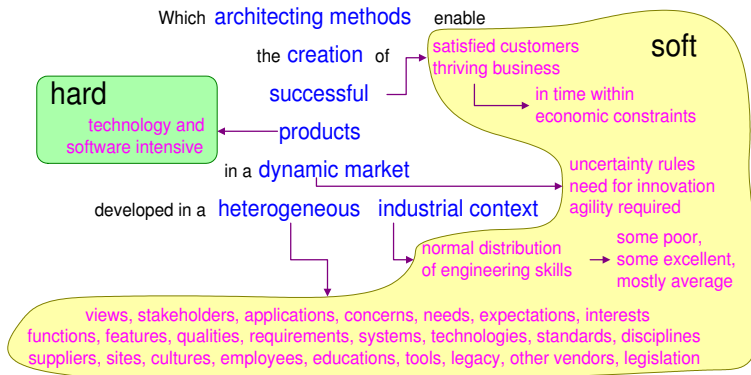 Which architecting methods enable
the creation of
satisfied customers
thriving business
soft
hard
successful
in time within
economic constraints
technology and
software intensive
products
in a dynamic market
uncertainty rules
need for innovation
agility required
developed in a heterogeneous industrial context
normal distribution
of engineering skills
some poor,
some excellent,
mostly average
views, stakeholders, applications, concerns, needs, expectations, interests
functions, features, qualities, requirements, systems, technologies, standards, disciplines
suppliers, sites, cultures, employees, educations, tools, legacy, other vendors, legislation